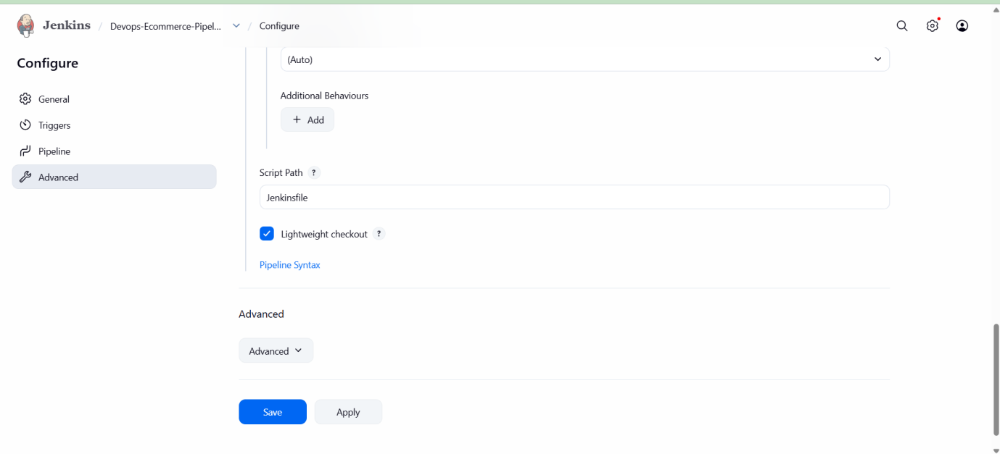 Jenkins / Devops-Ecommerce-Pipel... / Configure
Configure
General
Triggers
Pipeline
Advanced
(Auto)
Additional Behaviours
+ Add
Script Path ?
Jenkinsfile
Lightweight checkout ?
Pipeline Syntax
Advanced
Advanced
Save Apply